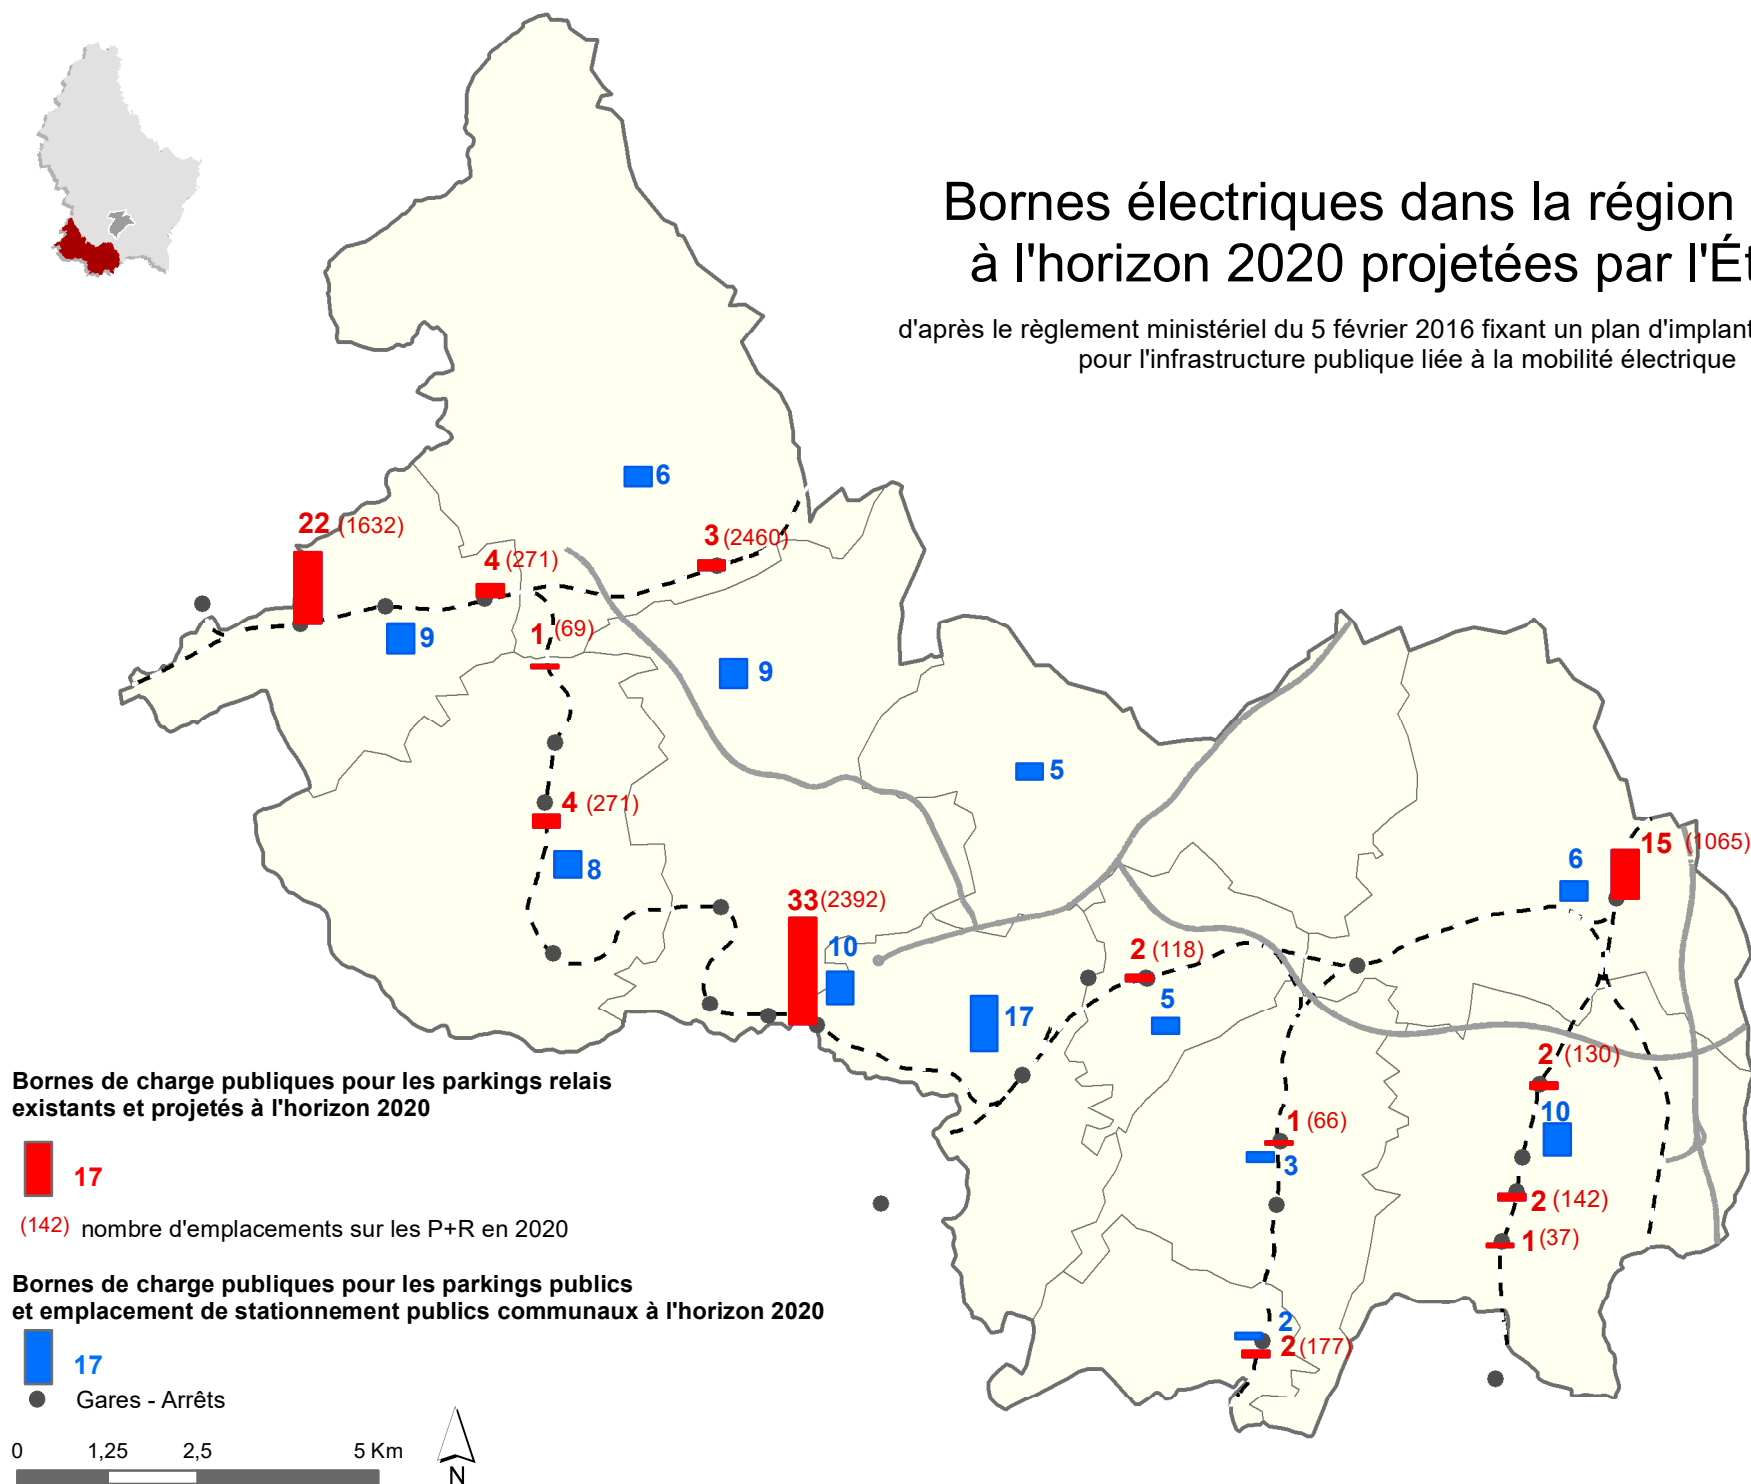 Bornes électriques dans la région
à l'horizon 2020 projetées par l'Ét
d'après le règlement ministériel du 5 février 2016 fixant un plan d'implant
pour l'infrastructure publique liée à la mobilité électrique
6
22 (1632)
3 (2460)
4 (271)
1 (69)
9
9
5
4 (271)
8
15 (1065)
6
33 (2392)
10
2 (118)
5
17
2 (130)
10
1 (66)
3
2 (142)
1 (37)
2
2 (177)
Bornes de charge publiques pour les parkings relais
existants et projetés à l'horizon 2020
17
(142) nombre d'emplacements sur les P+R en 2020
Bornes de charge publiques pour les parkings publics
et emplacement de stationnement publics communaux à l'horizon 2020
17
Gares - Arrêts
0 1,25 2,5 5 Km
N